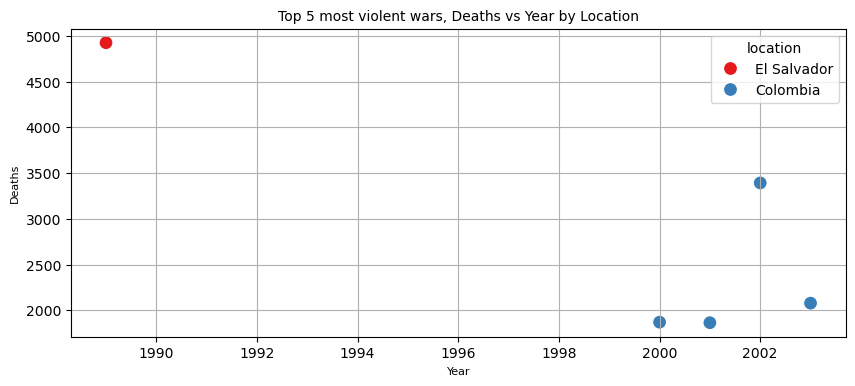 Top 5 most violent wars, Deaths vs Year by Location
location
El Salvador
Colombia
Deaths
5000
4500
4000
3500
3000
2500
2000
1990 1992 1994 1996 1998 2000 2002
Year